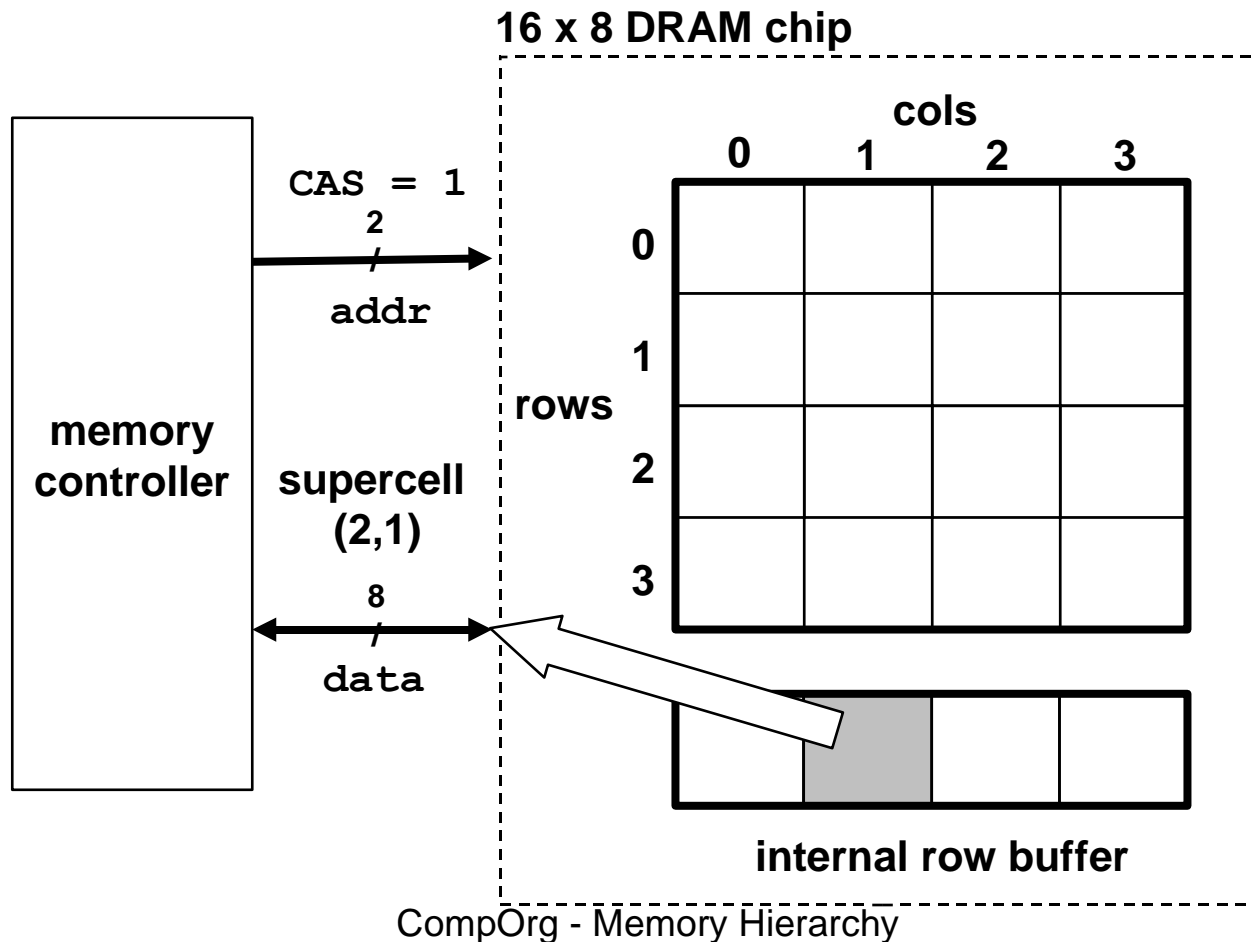 16 x 8 DRAM chip
cols
0 1 2 3
CAS = 1
2
/
addr
0
1
rows
2
3
memory
controller
supercell
(2,1)
8
/
data
internal row buffer
CompOrg - Memory Hierarchy